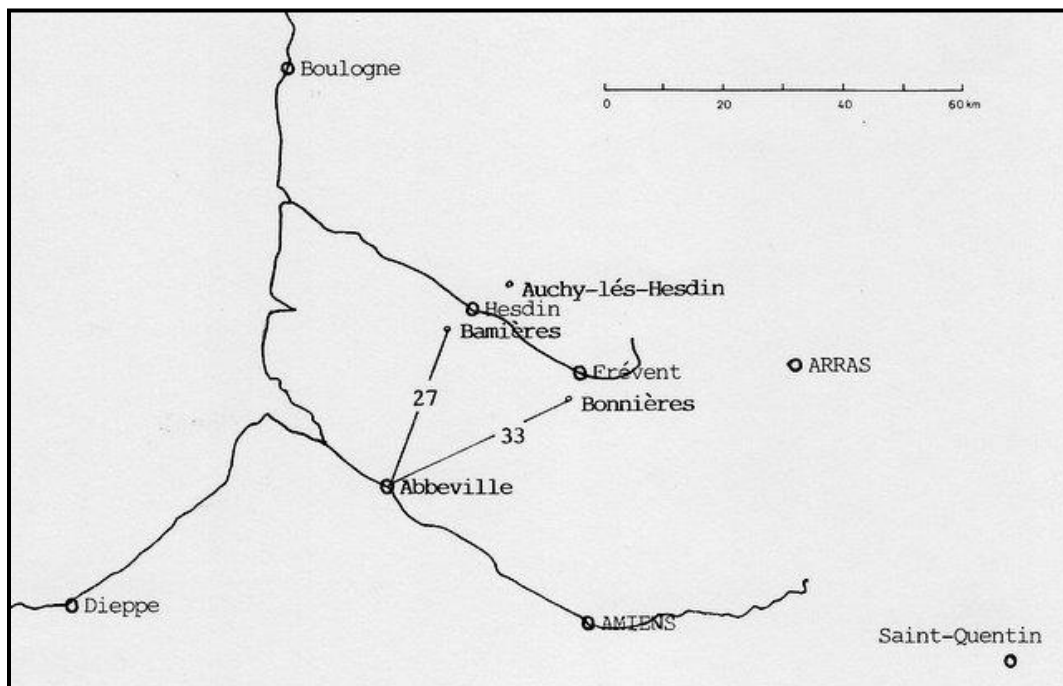 Boulogne
0 20 40 60 km
Auchy-lés-Hesdin
Hesdin
Bamières
Frévent
ARRAS
27
Bonnières
33
Abbeville
Dieppe
AMIENS
Saint-Quentin